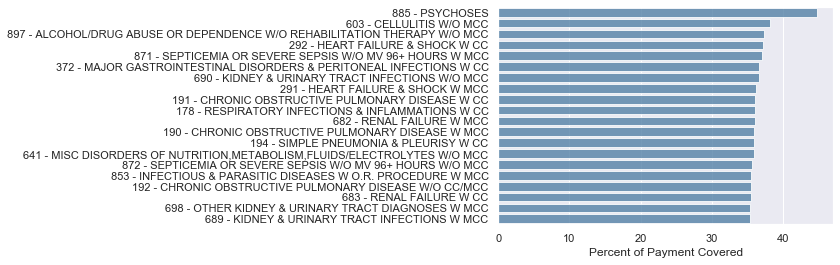 885 - PSYCHOSES
603 - CELLULITIS W/O MCC
897 - ALCOHOL/DRUG ABUSE OR DEPENDENCE W/O REHABILITATION THERAPY W/O MCC
292 - HEART FAILURE & SHOCK W CC
871 - SEPTICEMIA OR SEVERE SEPSIS W/O MV 96+ HOURS W MCC
372 - MAJOR GASTROINTESTINAL DISORDERS & PERITONEAL INFECTIONS W CC
690 - KIDNEY & URINARY TRACT INFECTIONS W/O MCC
291 - HEART FAILURE & SHOCK W MCC
191 - CHRONIC OBSTRUCTIVE PULMONARY DISEASE W CC
178 - RESPIRATORY INFECTIONS & INFLAMMATIONS W CC
682 - RENAL FAILURE W MCC
190 - CHRONIC OBSTRUCTIVE PULMONARY DISEASE W MCC
194 - SIMPLE PNEUMONIA & PLEURISY W CC
641 - MISC DISORDERS OF NUTRITION,METABOLISM,FLUIDS/ELECTROLYTES W/O MCC
872 - SEPTICEMIA OR SEVERE SEPSIS W/O MV 96+ HOURS W/O MCC
853 - INFECTIOUS & PARASITIC DISEASES W O.R. PROCEDURE W MCC
192 - CHRONIC OBSTRUCTIVE PULMONARY DISEASE W/O CC/MCC
683 - RENAL FAILURE W CC
698 - OTHER KIDNEY & URINARY TRACT DIAGNOSES W MCC
689 - KIDNEY & URINARY TRACT INFECTIONS W MCC
0 10 20 30 40
Percent of Payment Covered